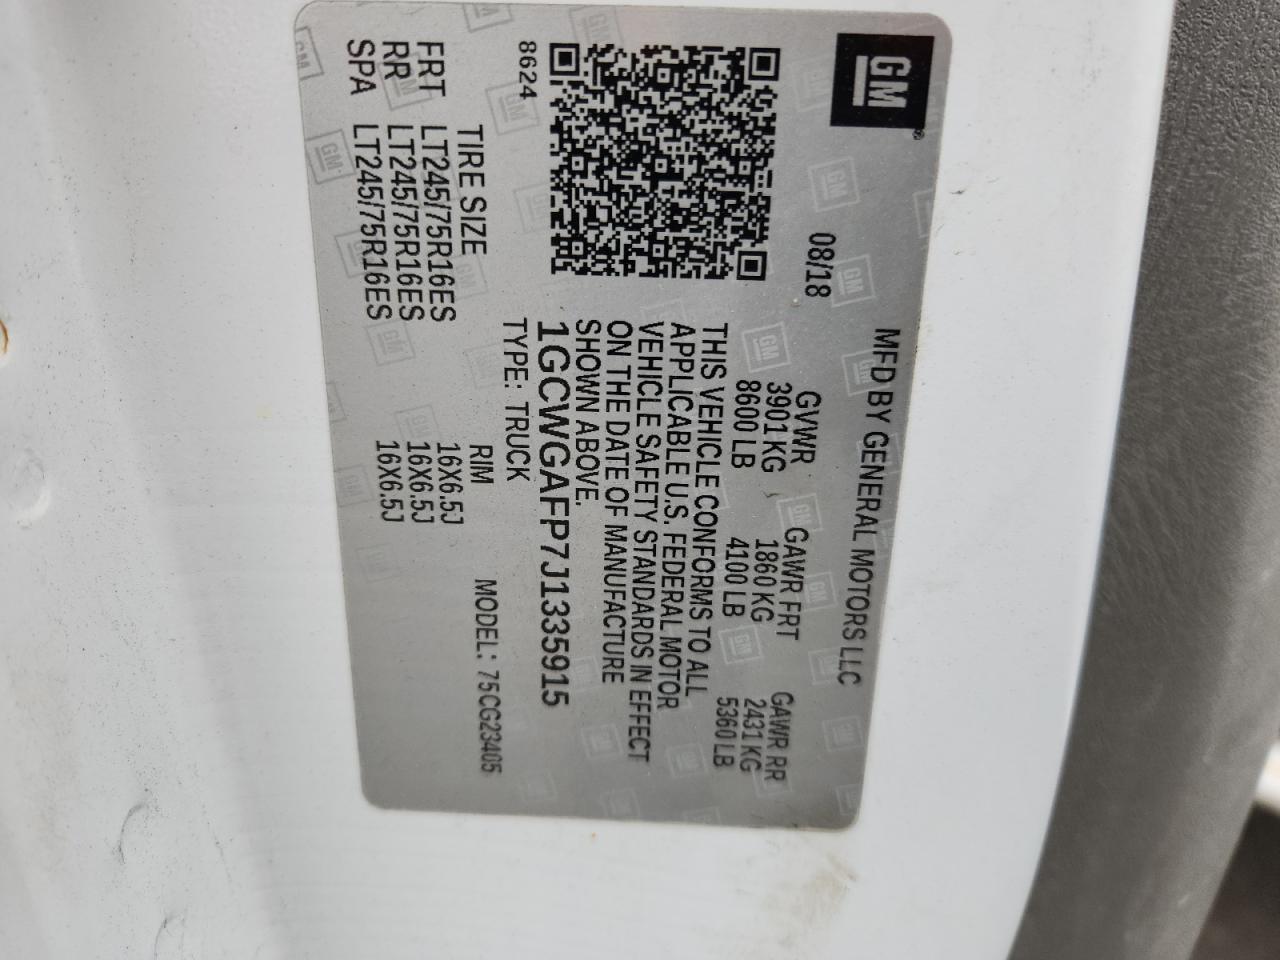 GM
MFD BY GENERAL MOTORS LLC
08/18
GVWR GAWR FRT GAWR RR
3901 KG 1860 KG 2431 KG
8600 LB 4100 LB 5360 LB
THIS VEHICLE CONFORMS TO ALL
APPLICABLE U.S. FEDERAL MOTOR
VEHICLE SAFETY STANDARDS IN EFFECT
ON THE DATE OF MANUFACTURE
SHOWN ABOVE.
1GCWGAFP7J1335915
8624
TYPE: TRUCK
TIRE SIZE RIM MODEL: 75CG23405
FRT LT245/75R16ES 16X6.5J
RR LT245/75R16ES 16X6.5J
SPA LT245/75R16ES 16X6.5J